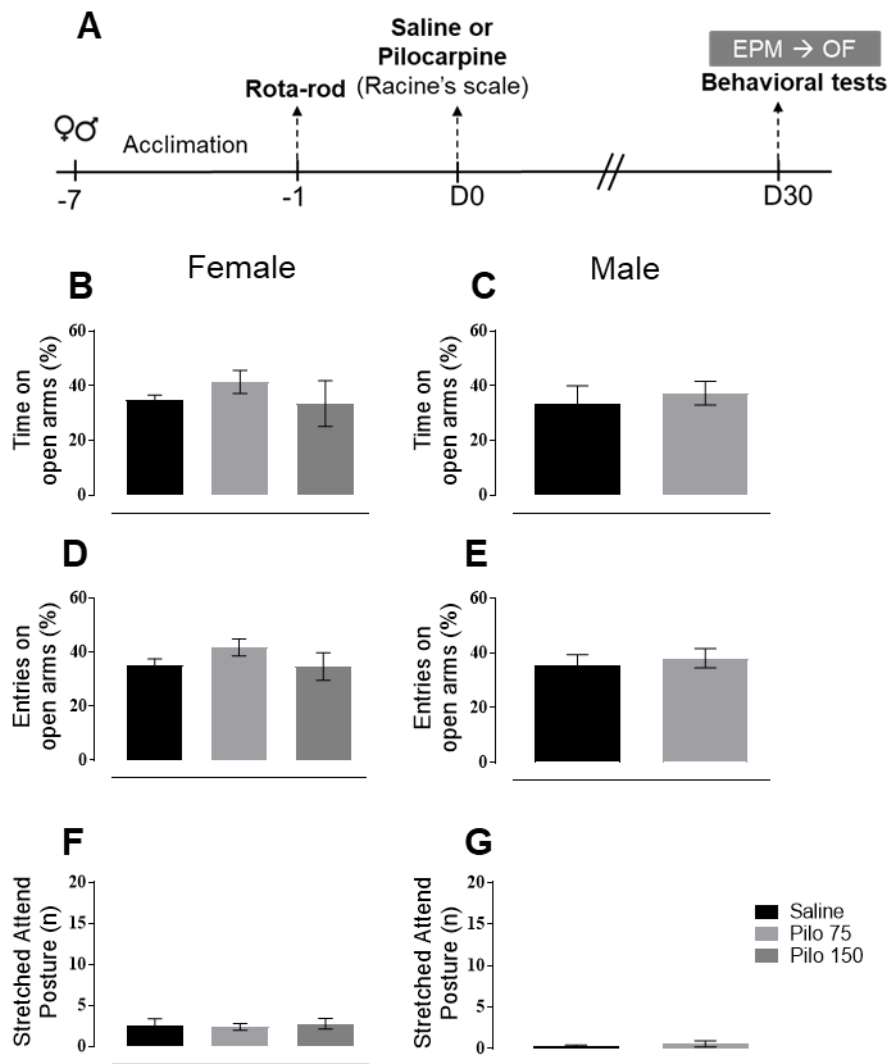 A
Saline or
Pilocarpine
(Racine's scale)
Rota-rod
EPM → OF
Behavioral tests
♀♂
Acclimation
-7
-1
D0
D30
Female
Male
B
Time on
open arms (%)
60
40
20
0
C
Time on
open arms (%)
60
40
20
0
D
Entries on
open arms (%)
60
40
20
0
E
Entries on
open arms (%)
60
40
20
0
F
Stretched Attend
Posture (n)
20
15
10
5
0
G
Stretched Attend
Posture (n)
20
15
10
5
0
Saline
Pilo 75
Pilo 150